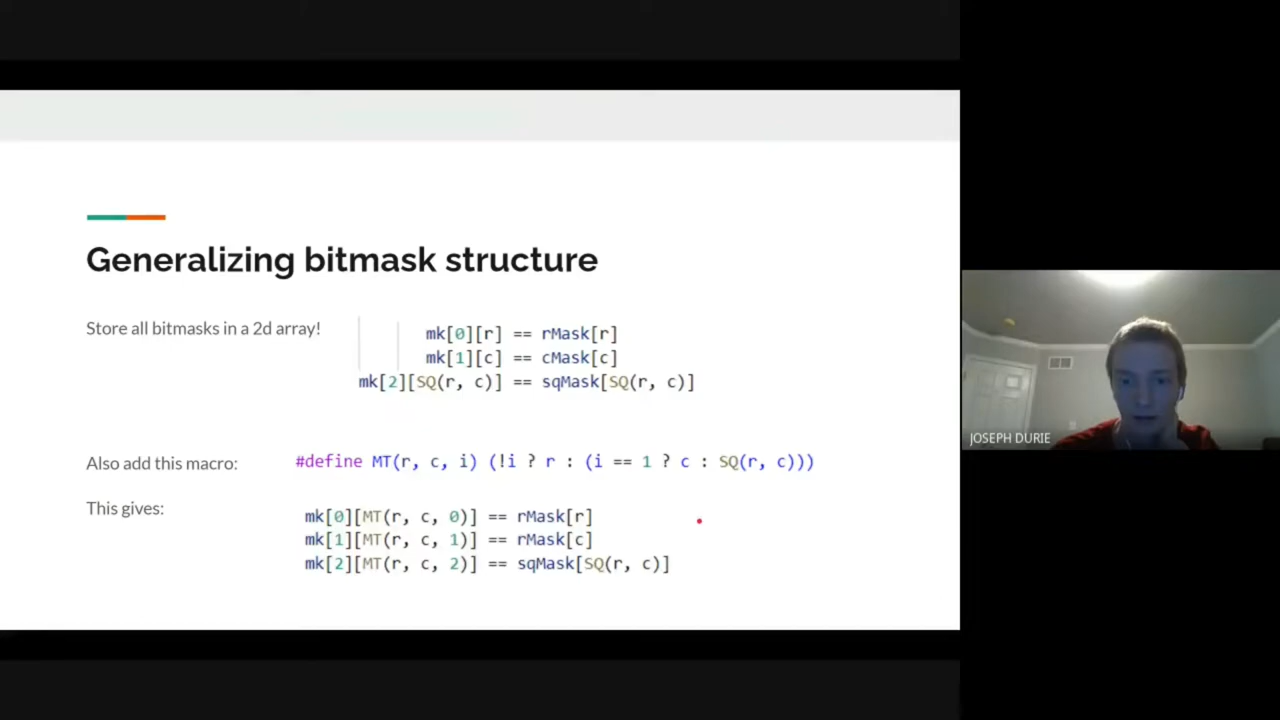 Generalizing bitmask structure
Store all bitmasks in a 2d array!
mk[0][r] == rMask[r]
mk[1][c] == cMask[c]
mk[2][SQ(r, c)] == sqMask[SQ(r, c)]
Also add this macro:
#define MT(r, c, i) (!i ? r : (i == 1 ? c : SQ(r, c)))
This gives:
mk[0][MT(r, c, 0)] == rMask[r]
mk[1][MT(r, c, 1)] == rMask[c]
mk[2][MT(r, c, 2)] == sqMask[SQ(r, c)]
JOSEPH DURIE